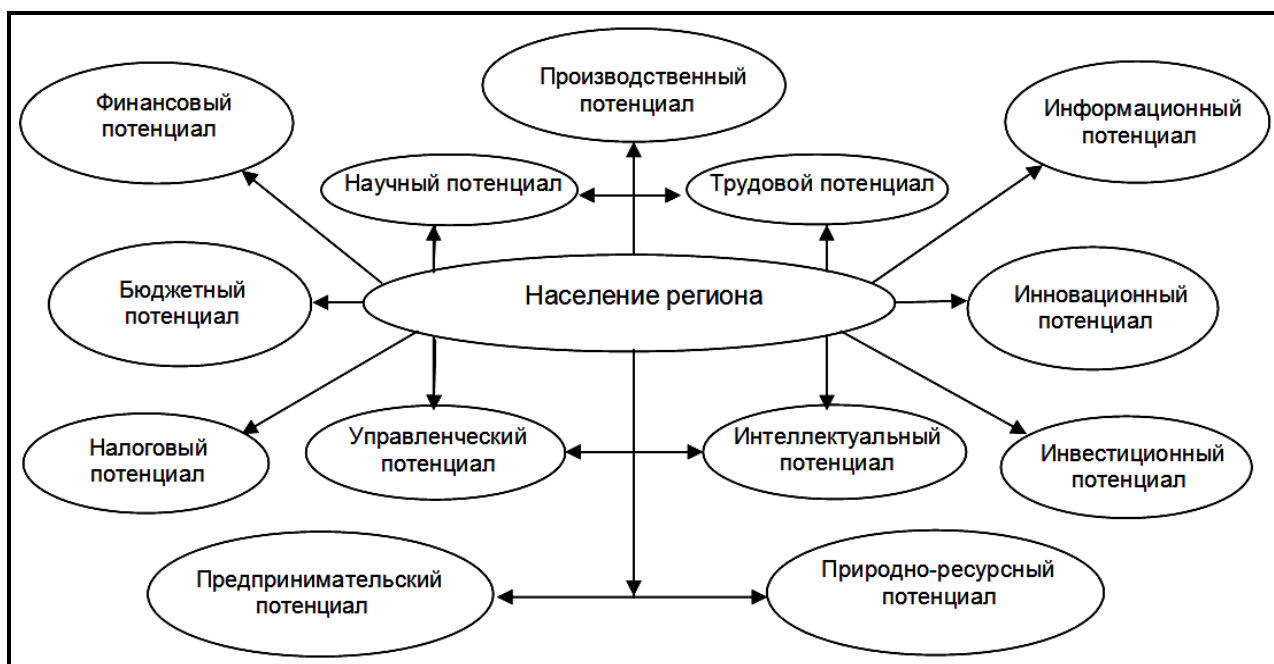 Производственный
потенциал
Финансовый
потенциал
Информационный
потенциал
Научный потенциал
Трудовой потенциал
Бюджетный
потенциал
Население региона
Инновационный
потенциал
Налоговый
потенциал
Управленческий
потенциал
Интеллектуальный
потенциал
Инвестиционный
потенциал
Предпринимательский
потенциал
Природно-ресурсный
потенциал